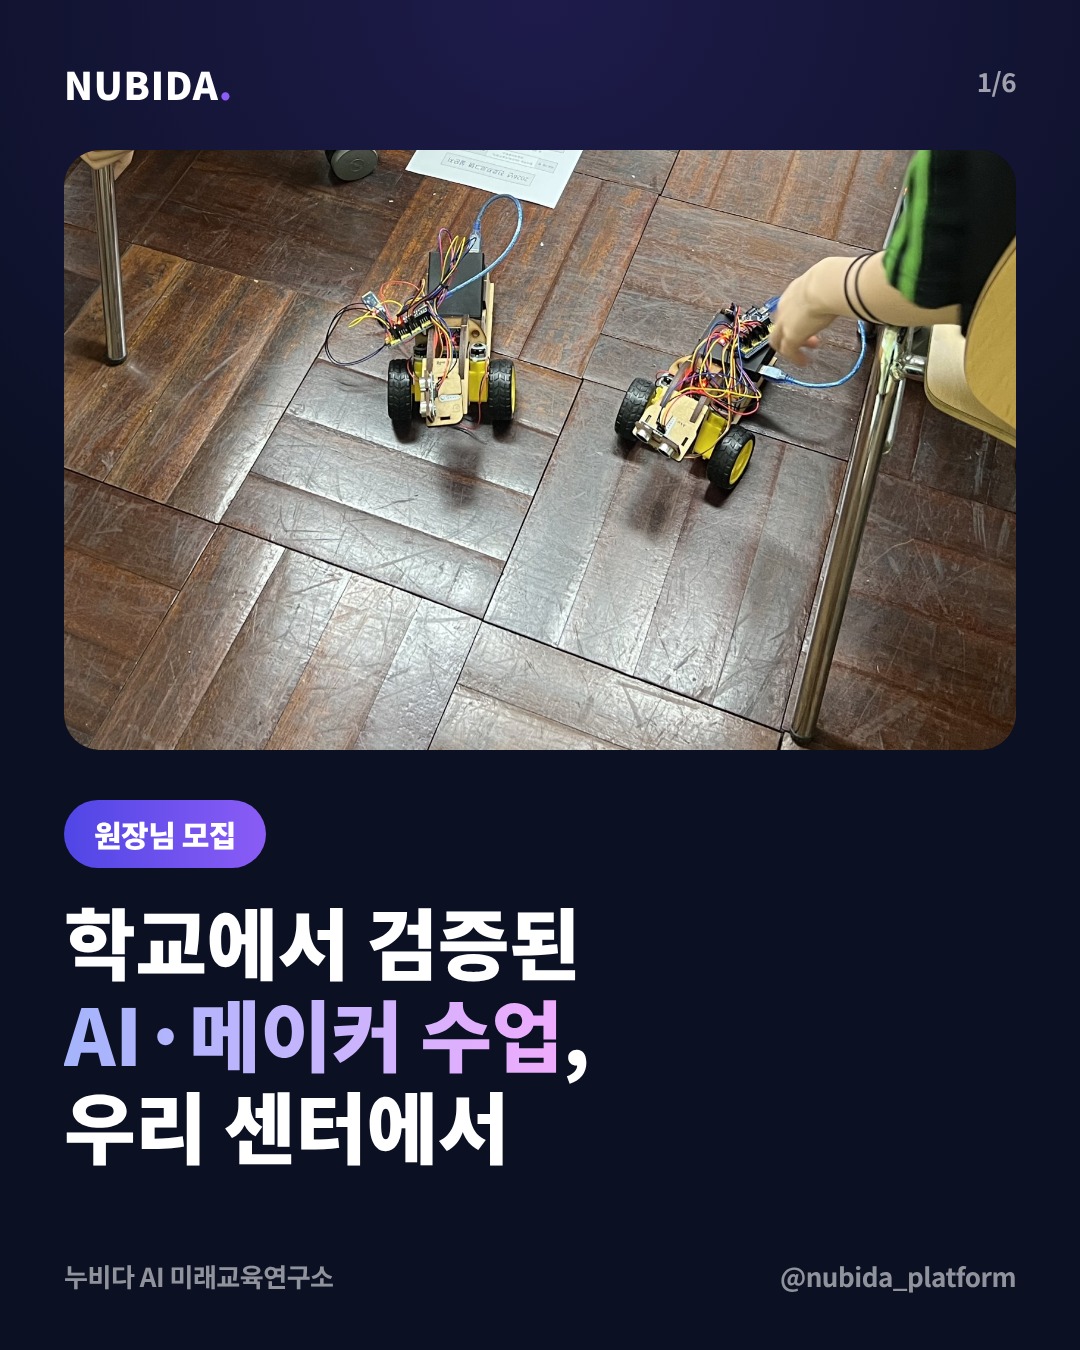 NUBIDA.
1/6
원장님 모집
학교에서 검증된
AI·메이커 수업,
우리 센터에서
누비다 AI 미래교육연구소
@nubida_platform